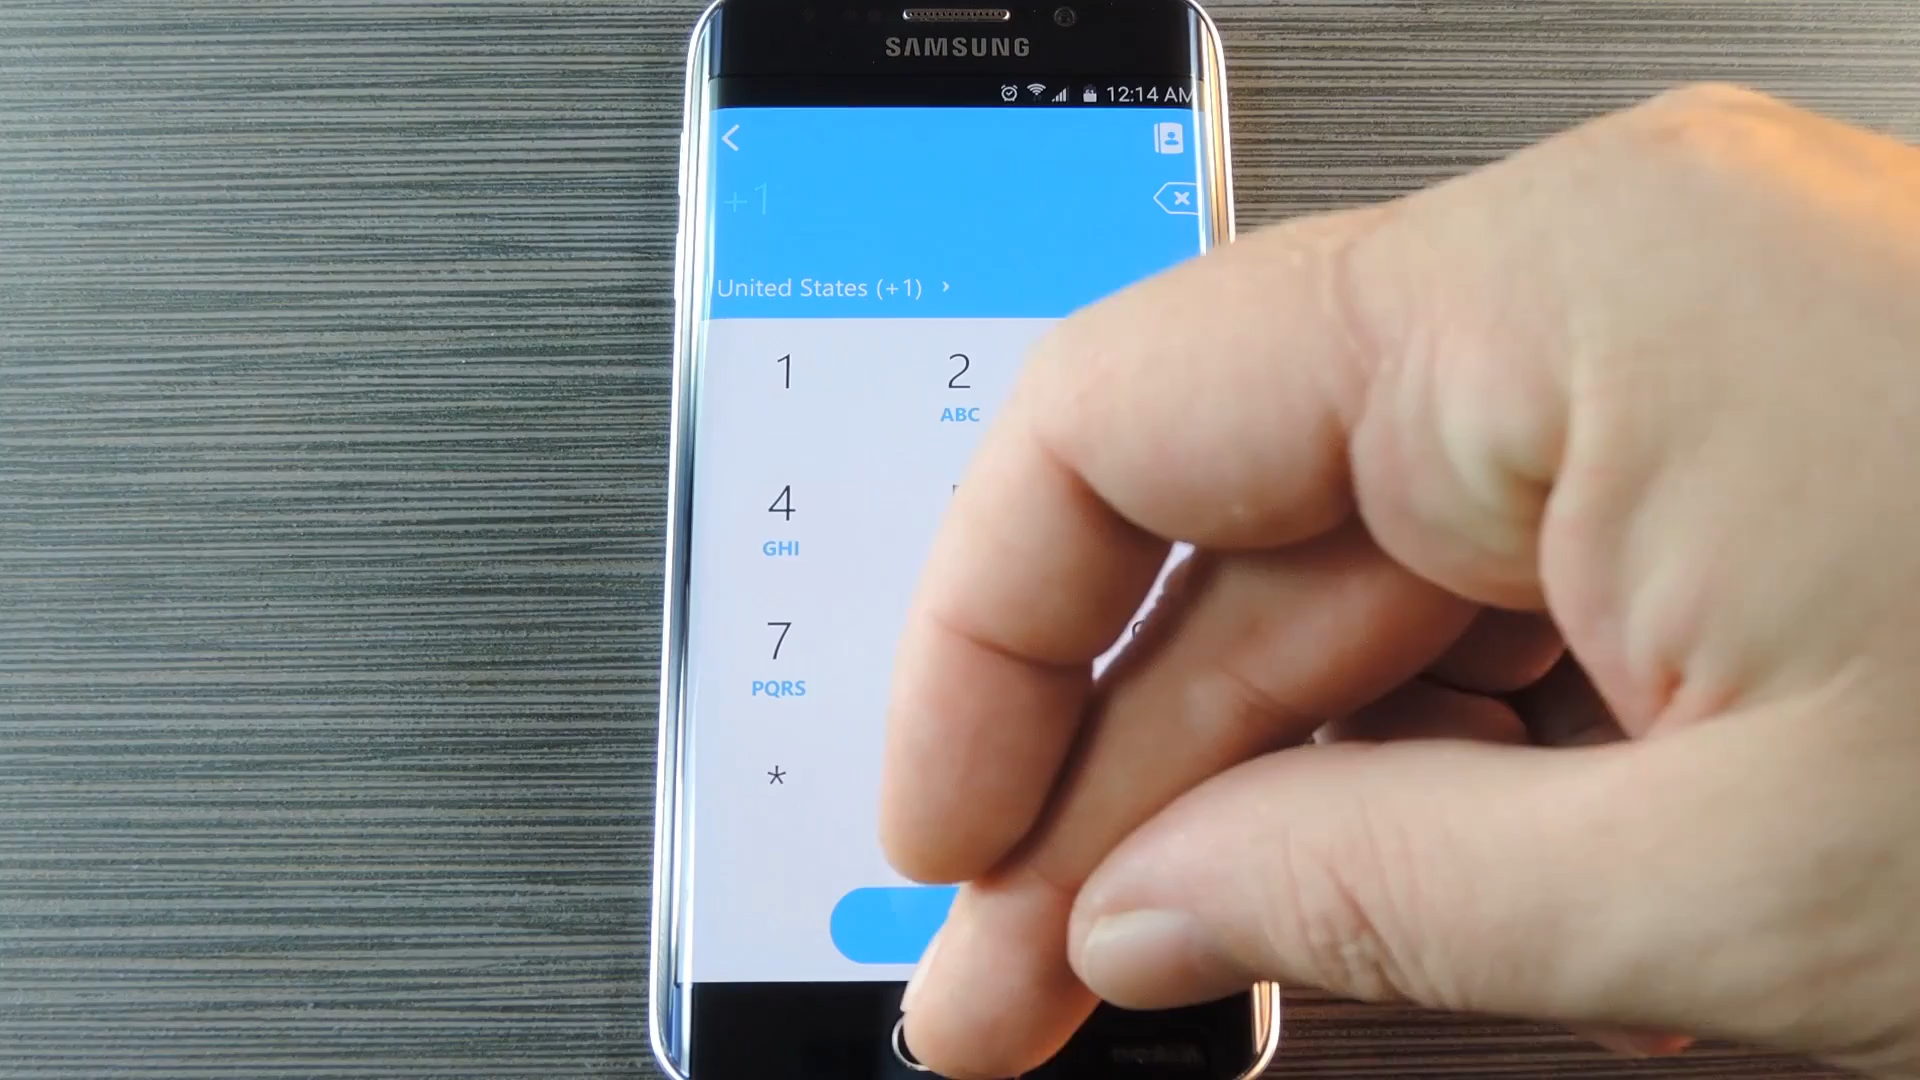 SAMSUNG
12:14 AM
+1
United States (+1)
1
2
ABC
4
GHI
7
PQRS
*